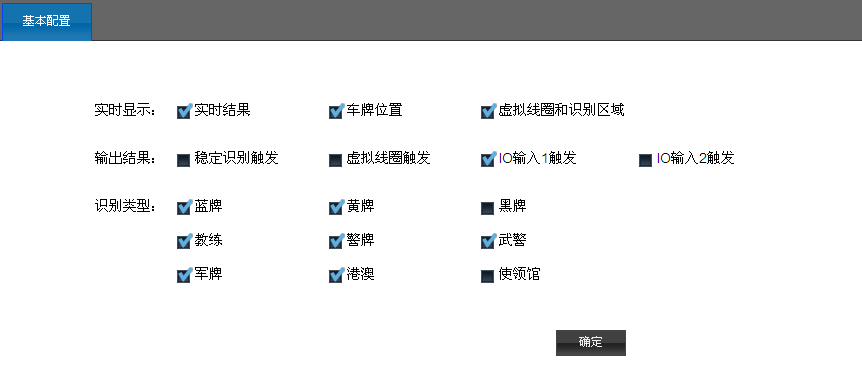 基本配置
实时显示： 实时结果 车牌位置 虚拟线圈和识别区域
输出结果： 稳定识别触发 虚拟线圈触发 IO输入1触发 IO输入2触发
识别类型： 蓝牌 黄牌 黑牌
教练 警牌 武警
军牌 港澳 使领馆
确定